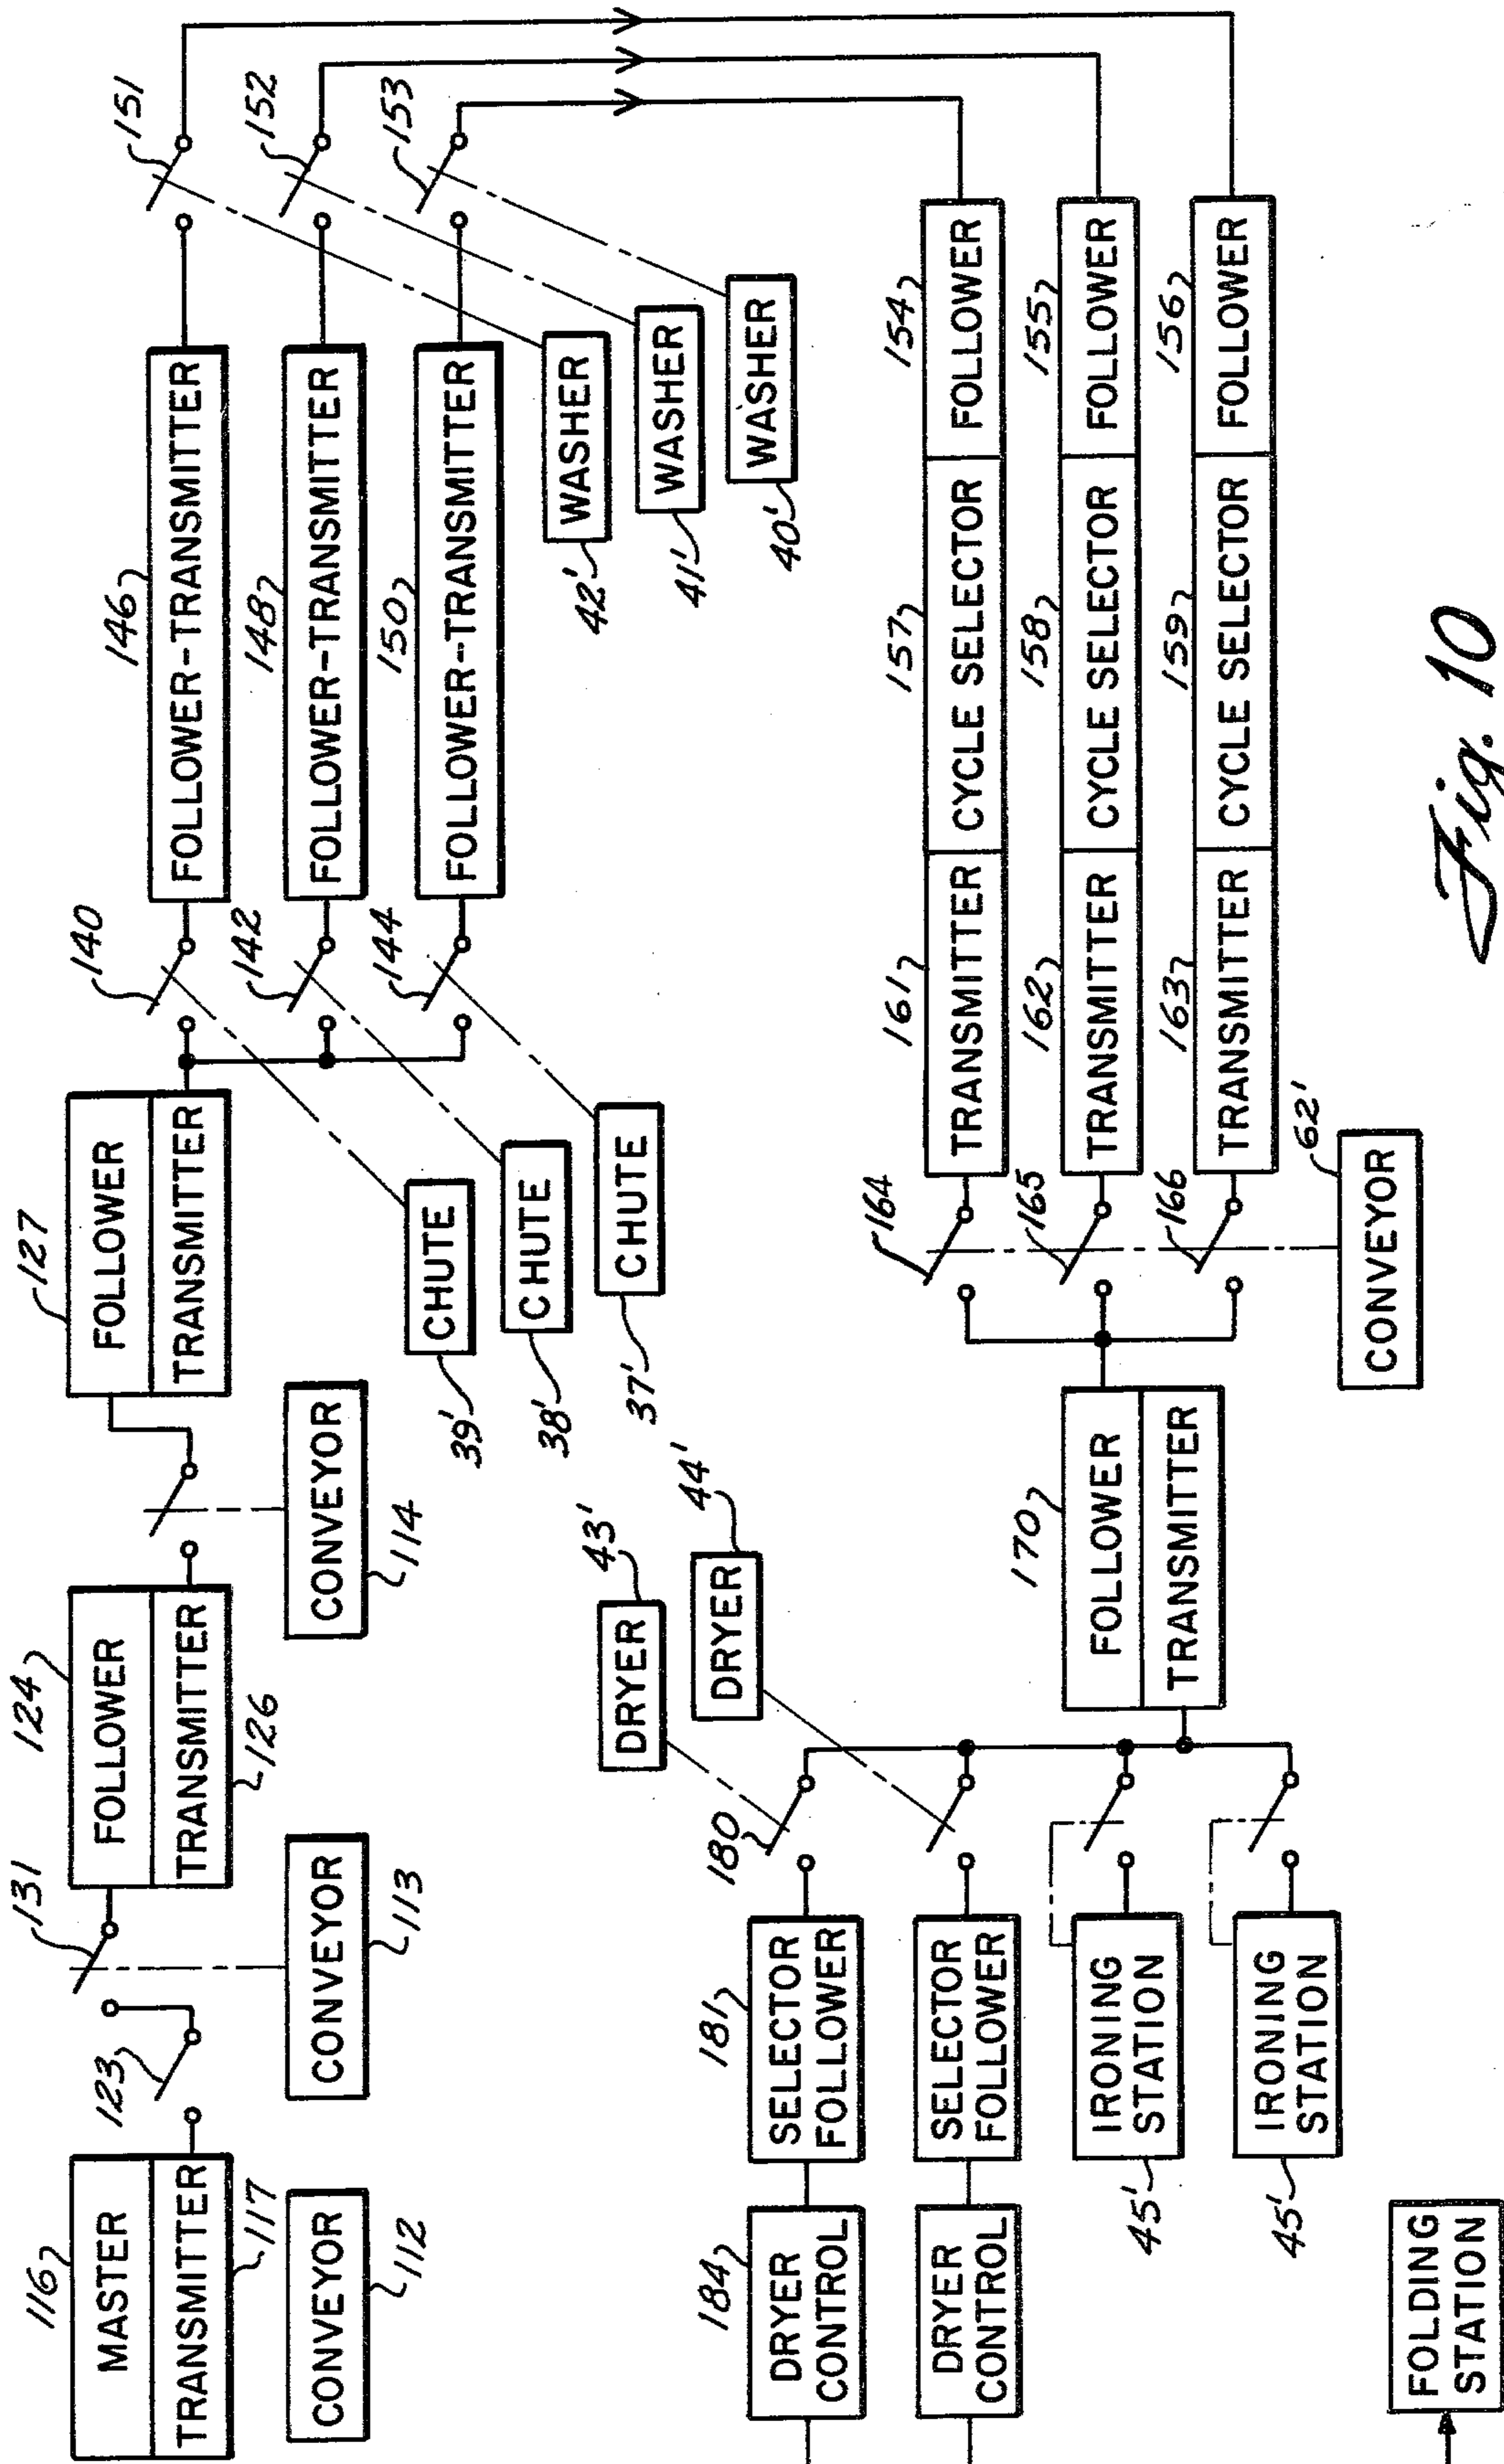 116
MASTER
TRANSMITTER
117
CONVEYOR
112
123
131
CONVEYOR
113
124
FOLLOWER
TRANSMITTER
126
CONVEYOR
114
127
FOLLOWER
TRANSMITTER
140
142
144
CHUTE
39'
CHUTE
38'
CHUTE
37'
146
FOLLOWER-TRANSMITTER
148
FOLLOWER-TRANSMITTER
150
FOLLOWER-TRANSMITTER
151
152
153
WASHER
42'
WASHER
41'
WASHER
40'
184
DRYER
CONTROL
181
SELECTOR
FOLLOWER
180
DRYER
43'
DRYER
44'
DRYER
CONTROL
SELECTOR
FOLLOWER
IRONING
STATION
45'
IRONING
STATION
45'
FOLDING
STATION
170
FOLLOWER
TRANSMITTER
164
165
166
CONVEYOR
62'
161
TRANSMITTER
157
CYCLE SELECTOR
154
FOLLOWER
162
TRANSMITTER
158
CYCLE SELECTOR
155
FOLLOWER
163
TRANSMITTER
159
CYCLE SELECTOR
156
FOLLOWER
Fig. 10